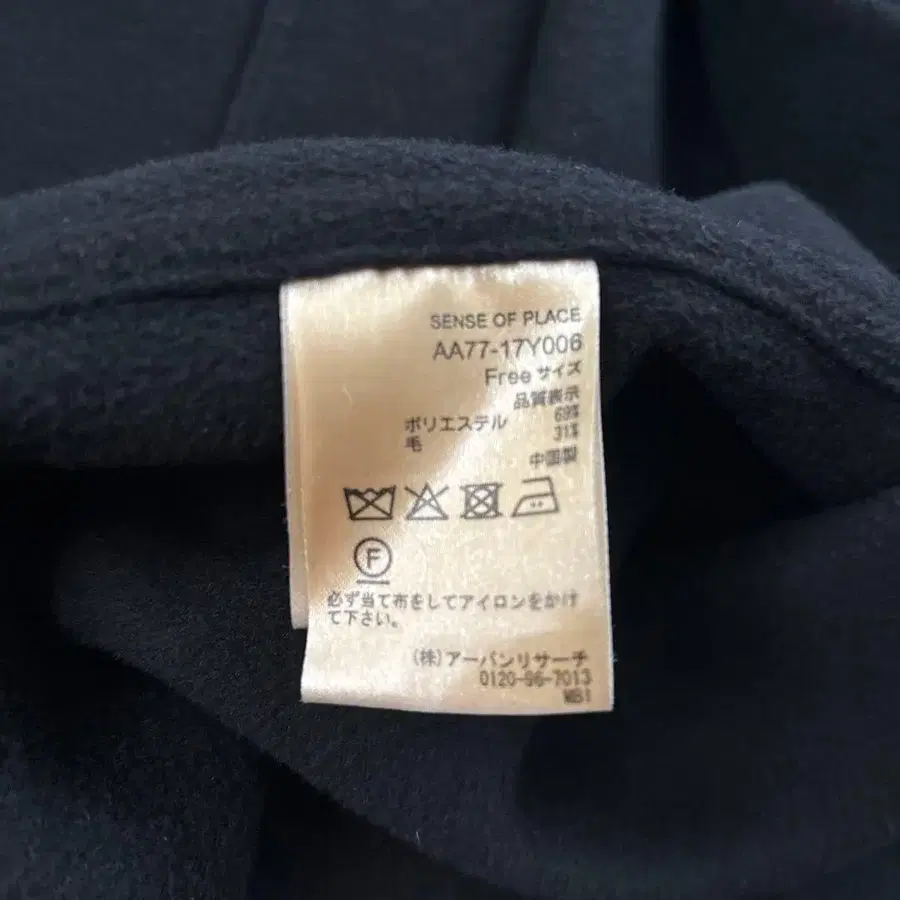 SENSE OF PLACE
AA77-17Y006
Free サイズ
品質表示
ポリエステル 69%
毛 31%
中国製
F
必ず当て布をしてアイロンをかけ
て下さい。
(株)アーバンリサーチ
0120-96-7013
MB1